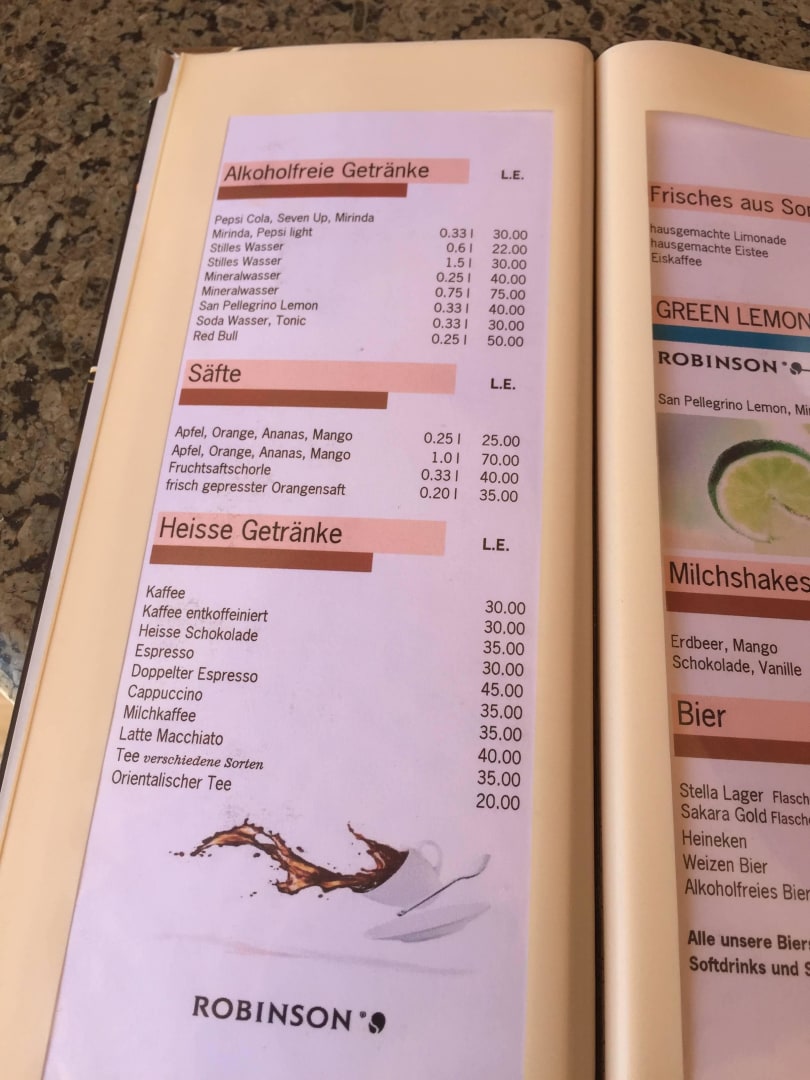 Alkoholfreie Getränke L.E.
Pepsi Cola, Seven Up, Mirinda
Mirinda, Pepsi light 0.33 l 30.00
Stilles Wasser 0.6 l 22.00
Stilles Wasser 1.5 l 30.00
Mineralwasser 0.25 l 40.00
Mineralwasser 0.75 l 75.00
San Pellegrino Lemon 0.33 l 40.00
Soda Wasser, Tonic 0.33 l 30.00
Red Bull 0.25 l 50.00
Säfte L.E.
Apfel, Orange, Ananas, Mango 0.25 l 25.00
Apfel, Orange, Ananas, Mango 1.0 l 70.00
Fruchtsaftschorle 0.33 l 40.00
frisch gepresster Orangensaft 0.20 l 35.00
Heisse Getränke L.E.
Kaffee 30.00
Kaffee entkoffeiniert 30.00
Heisse Schokolade 35.00
Espresso 30.00
Doppelter Espresso 45.00
Cappuccino 35.00
Milchkaffee 35.00
Latte Macchiato 40.00
Tee verschiedene Sorten 35.00
Orientalischer Tee 20.00
ROBINSON
Frisches aus
hausgemachte Limonade
hausgemachte Eistee
Eiskaffee
GREEN LEMON
ROBINSON
San Pellegrino Lemon,
Milchshakes
Erdbeer, Mango
Schokolade, Vanille
Bier
Stella Lager Flasch
Sakara Gold Flasche
Heineken
Weizen Bier
Alkoholfreies Bier
Alle unsere Biers
Softdrinks und